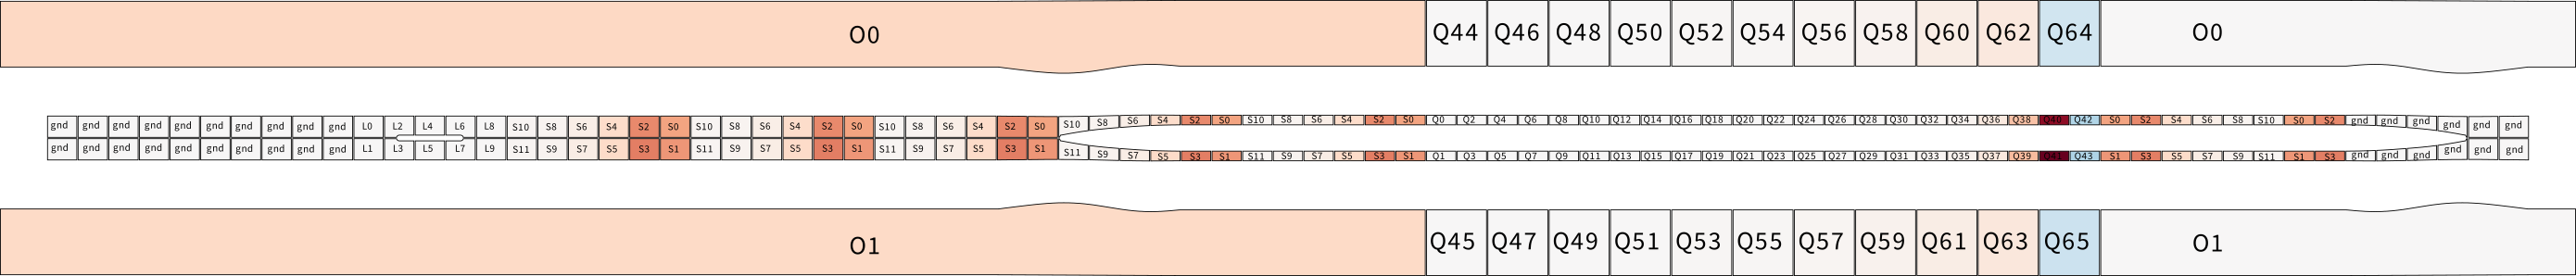 O0 Q44 Q46 Q48 Q50 Q52 Q54 Q56 Q58 Q60 Q62 Q64 O0
gnd gnd gnd gnd gnd gnd gnd gnd gnd gnd L0 L2 L4 L6 L8 S10 S8 S6 S4 S2 S0 S10 S8 S6 S4 S2 S0 S10 S8 S6 S4 S2 S0 S10 S8 S6 S4 S2 S0 S10 S8 S6 S4 S2 S0 Q0 Q2 Q4 Q6 Q8 Q10 Q12 Q14 Q16 Q18 Q20 Q22 Q24 Q26 Q28 Q30 Q32 Q34 Q36 Q38 Q40 Q42 S0 S2 S4 S6 S8 S10 S0 S2 gnd gnd gnd gnd gnd gnd
gnd gnd gnd gnd gnd gnd gnd gnd gnd gnd L1 L3 L5 L7 L9 S11 S9 S7 S5 S3 S1 S11 S9 S7 S5 S3 S1 S11 S9 S7 S5 S3 S1 S11 S9 S7 S5 S3 S1 S11 S9 S7 S5 S3 S1 Q1 Q3 Q5 Q7 Q9 Q11 Q13 Q15 Q17 Q19 Q21 Q23 Q25 Q27 Q29 Q31 Q33 Q35 Q37 Q39 Q41 Q43 S1 S3 S5 S7 S9 S11 S1 S3 gnd gnd gnd gnd gnd gnd
O1 Q45 Q47 Q49 Q51 Q53 Q55 Q57 Q59 Q61 Q63 Q65 O1